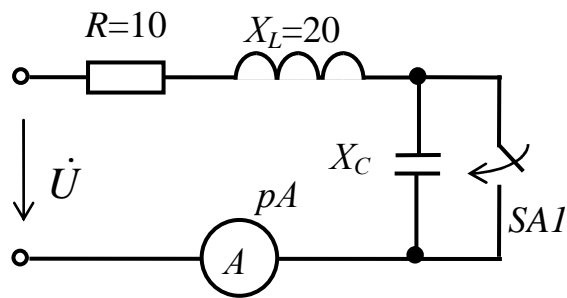 R=10
X_L=20
X_C
U̇
pA
A
SA1